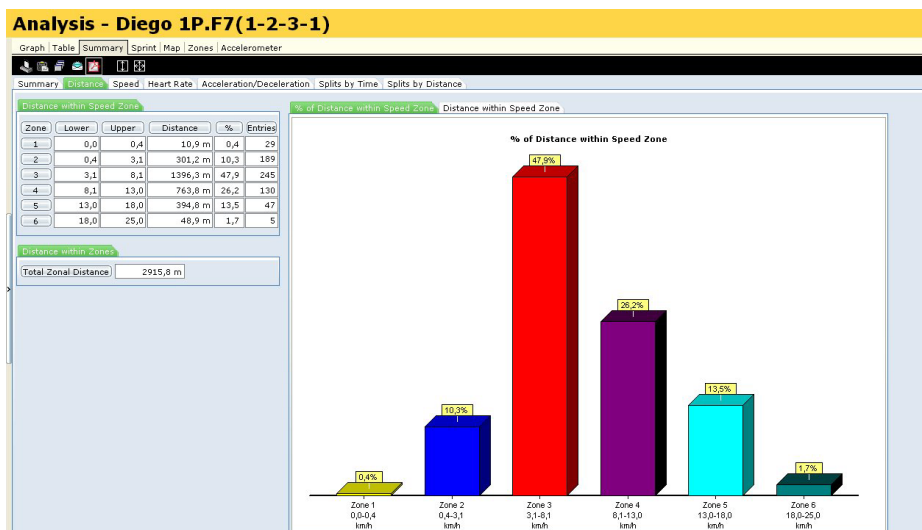 Analysis - Diego 1P.F7(1-2-3-1)
Graph Table Summary Sprint Map Zones Accelerometer
Summary Distance Speed Heart Rate Acceleration/Deceleration Splits by Time Splits by Distance
Distance within Speed Zone
Zone Lower Upper Distance % Entries
1 0,0 0,4 10,9 m 0,4 29
2 0,4 3,1 301,2 m 10,3 189
3 3,1 8,1 1396,3 m 47,9 245
4 8,1 13,0 763,8 m 26,2 130
5 13,0 18,0 394,8 m 13,5 47
6 18,0 25,0 48,9 m 1,7 5
Distance within Zones
Total Zonal Distance 2915,8 m
% of Distance within Speed Zone Distance within Speed Zone
% of Distance within Speed Zone
47,9%
26,2%
13,5%
10,3%
1,7%
0,4%
Zone 1 Zone 2 Zone 3 Zone 4 Zone 5 Zone 6
0,0-0,4 0,4-3,1 3,1-8,1 8,1-13,0 13,0-18,0 18,0-25,0
km/h km/h km/h km/h km/h km/h